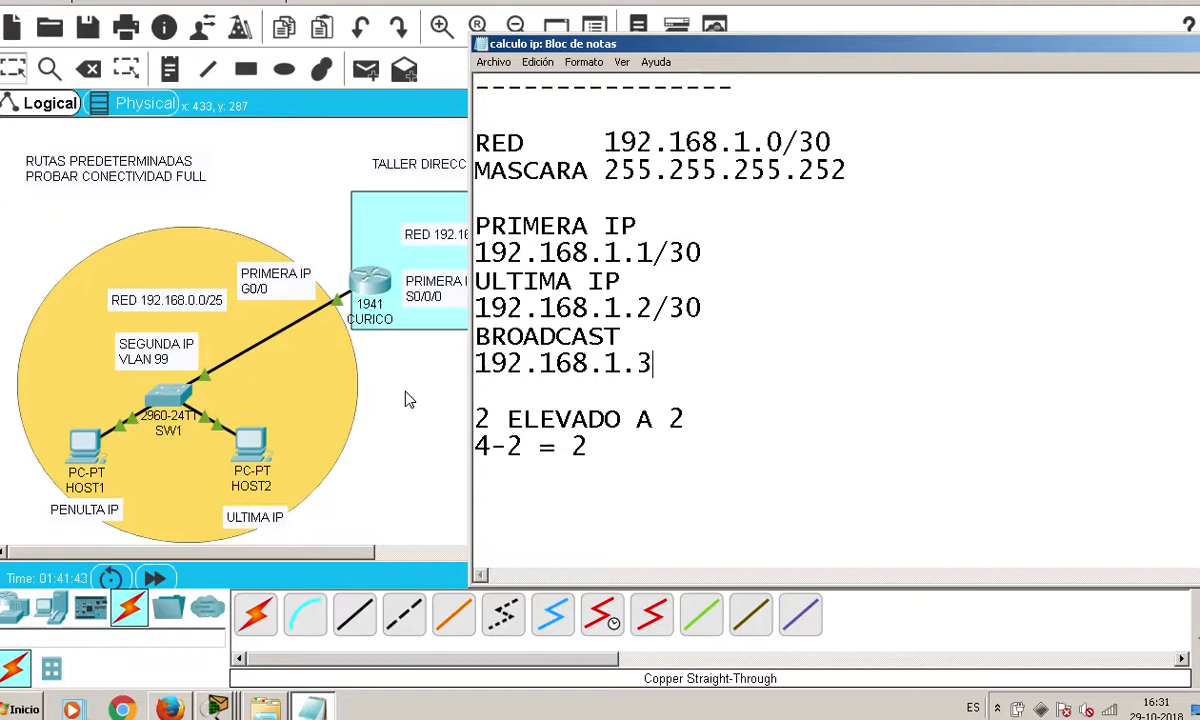 calculo ip: Bloc de notas
Archivo Edición Formato Ver Ayuda
Logical
Physical
x: 433, y: 287
----------------
RED 192.168.1.0/30
MASCARA 255.255.255.252
PRIMERA IP
192.168.1.1/30
ULTIMA IP
192.168.1.2/30
BROADCAST
192.168.1.3
2 ELEVADO A 2
4-2 = 2
RUTAS PREDETERMINADAS
PROBAR CONECTIVIDAD FULL
TALLER DIRECC
RED 192.16
PRIMERA IP
G0/0
PRIMERA I
S0/0/0
RED 192.168.0.0/25
1941
CURICO
SEGUNDA IP
VLAN 99
2960-24TT
SW1
PC-PT
HOST1
PC-PT
HOST2
PENULTA IP
ULTIMA IP
Time: 01:41:43
Copper Straight-Through
Inicio
ES
16:31
29-10-2018